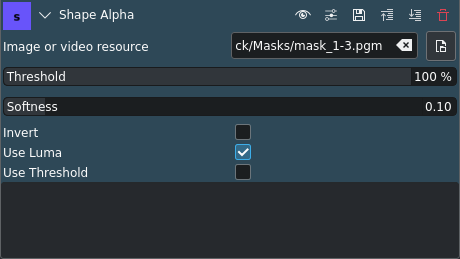 s Shape Alpha
Image or video resource ck/Masks/mask_1-3.pgm
Threshold 100 %
Softness 0.10
Invert
Use Luma
Use Threshold